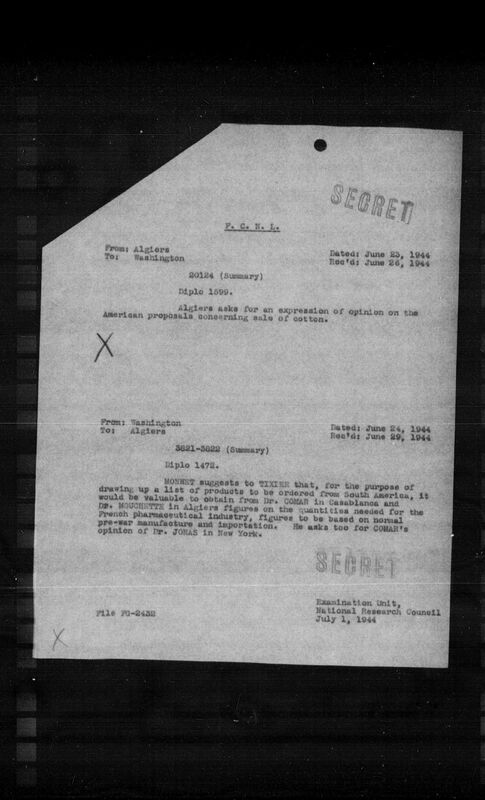 SECRET
F. C. N. L.
From: Algiers
To: Washington
Dated: June 23, 1944
Rec'd: June 26, 1944
20124 (Summary)
Diplo 1599.
Algiers asks for an expression of opinion on the
American proposals concerning sale of cotton.
X
From: Washington
To: Algiers
Dated: June 24, 1944
Rec'd: June 29, 1944
3821-3822 (Summary)
Diplo 1472.
MONNET suggests to TIXIER that, for the purpose of
drawing up a list of products to be ordered from South America, it
would be valuable to obtain from Dr. COMAR in Casablanca and
Dr. MOUCHETTE in Algiers figures on the quantities needed for the
French pharmaceutical industry, figures to be based on normal
pre-war manufacture and importation. He asks too for COMAR's
opinion of Dr. JONAS in New York.
SECRET
File FG-2432
Examination Unit,
National Research Council
July 1, 1944
X